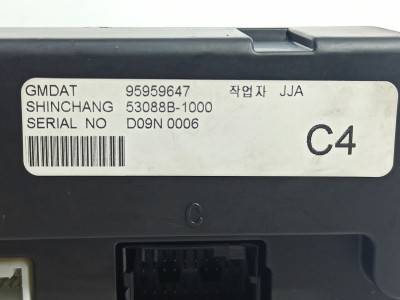 GMDAT 95959647 작업자 JJA
SHINCHANG 53088B-1000
SERIAL NO D09N 0006
C4
C